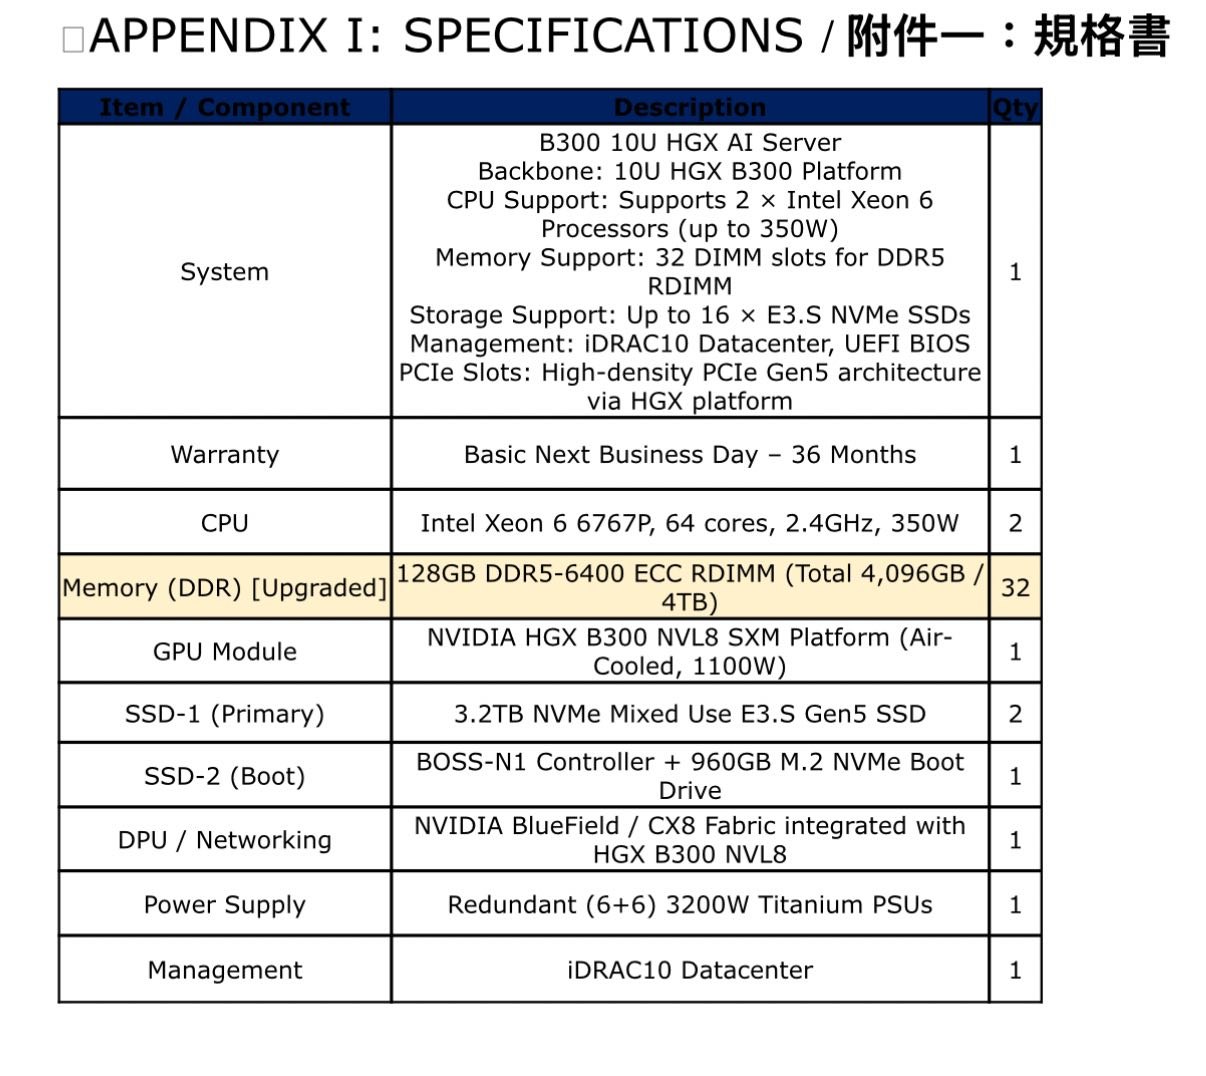 APPENDIX I: SPECIFICATIONS / 附件一：規格書
Item / Component Description Qty
System
B300 10U HGX AI Server
Backbone: 10U HGX B300 Platform
CPU Support: Supports 2 × Intel Xeon 6
Processors (up to 350W)
Memory Support: 32 DIMM slots for DDR5
RDIMM
Storage Support: Up to 16 × E3.S NVMe SSDs
Management: iDRAC10 Datacenter, UEFI BIOS
PCIe Slots: High-density PCIe Gen5 architecture
via HGX platform
1
Warranty Basic Next Business Day – 36 Months 1
CPU Intel Xeon 6 6767P, 64 cores, 2.4GHz, 350W 2
Memory (DDR) [Upgraded]
128GB DDR5-6400 ECC RDIMM (Total 4,096GB /
4TB)
32
GPU Module
NVIDIA HGX B300 NVL8 SXM Platform (Air-
Cooled, 1100W)
1
SSD-1 (Primary) 3.2TB NVMe Mixed Use E3.S Gen5 SSD 2
SSD-2 (Boot)
BOSS-N1 Controller + 960GB M.2 NVMe Boot
Drive
1
DPU / Networking
NVIDIA BlueField / CX8 Fabric integrated with
HGX B300 NVL8
1
Power Supply Redundant (6+6) 3200W Titanium PSUs 1
Management iDRAC10 Datacenter 1